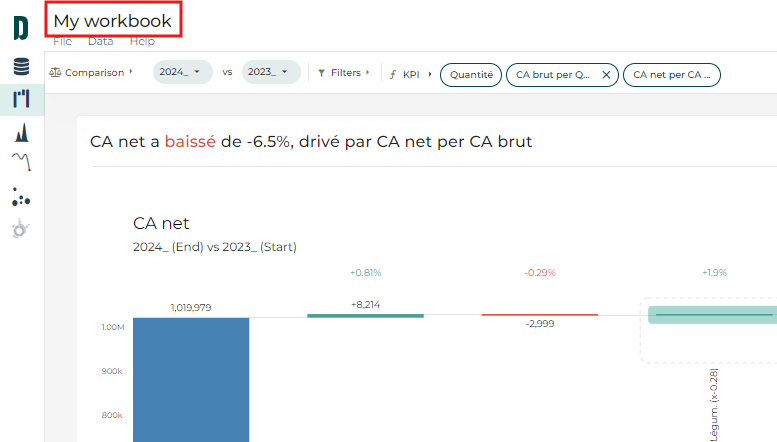 My workbook
File Data Help
Comparison 2024_ vs 2023_ Filters KPI Quantité CA brut per Q... CA net per CA ...
CA net a baissé de -6.5%, drivé par CA net per CA brut
CA net
2024_ (End) vs 2023_ (Start)
+0.81% -0.29% +1.9%
1,019,979 +8,214
-2,999
1.00M
900k
800k
Légum. (x-0.28)